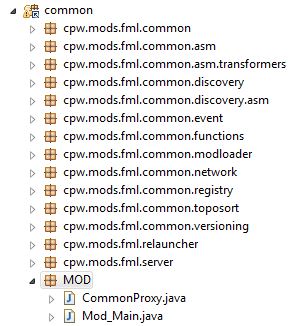 common
cpw.mods.fml.common
cpw.mods.fml.common.asm
cpw.mods.fml.common.asm.transformers
cpw.mods.fml.common.discovery
cpw.mods.fml.common.discovery.asm
cpw.mods.fml.common.event
cpw.mods.fml.common.functions
cpw.mods.fml.common.modloader
cpw.mods.fml.common.network
cpw.mods.fml.common.registry
cpw.mods.fml.common.toposort
cpw.mods.fml.common.versioning
cpw.mods.fml.relauncher
cpw.mods.fml.server
MOD
CommonProxy.java
Mod_Main.java